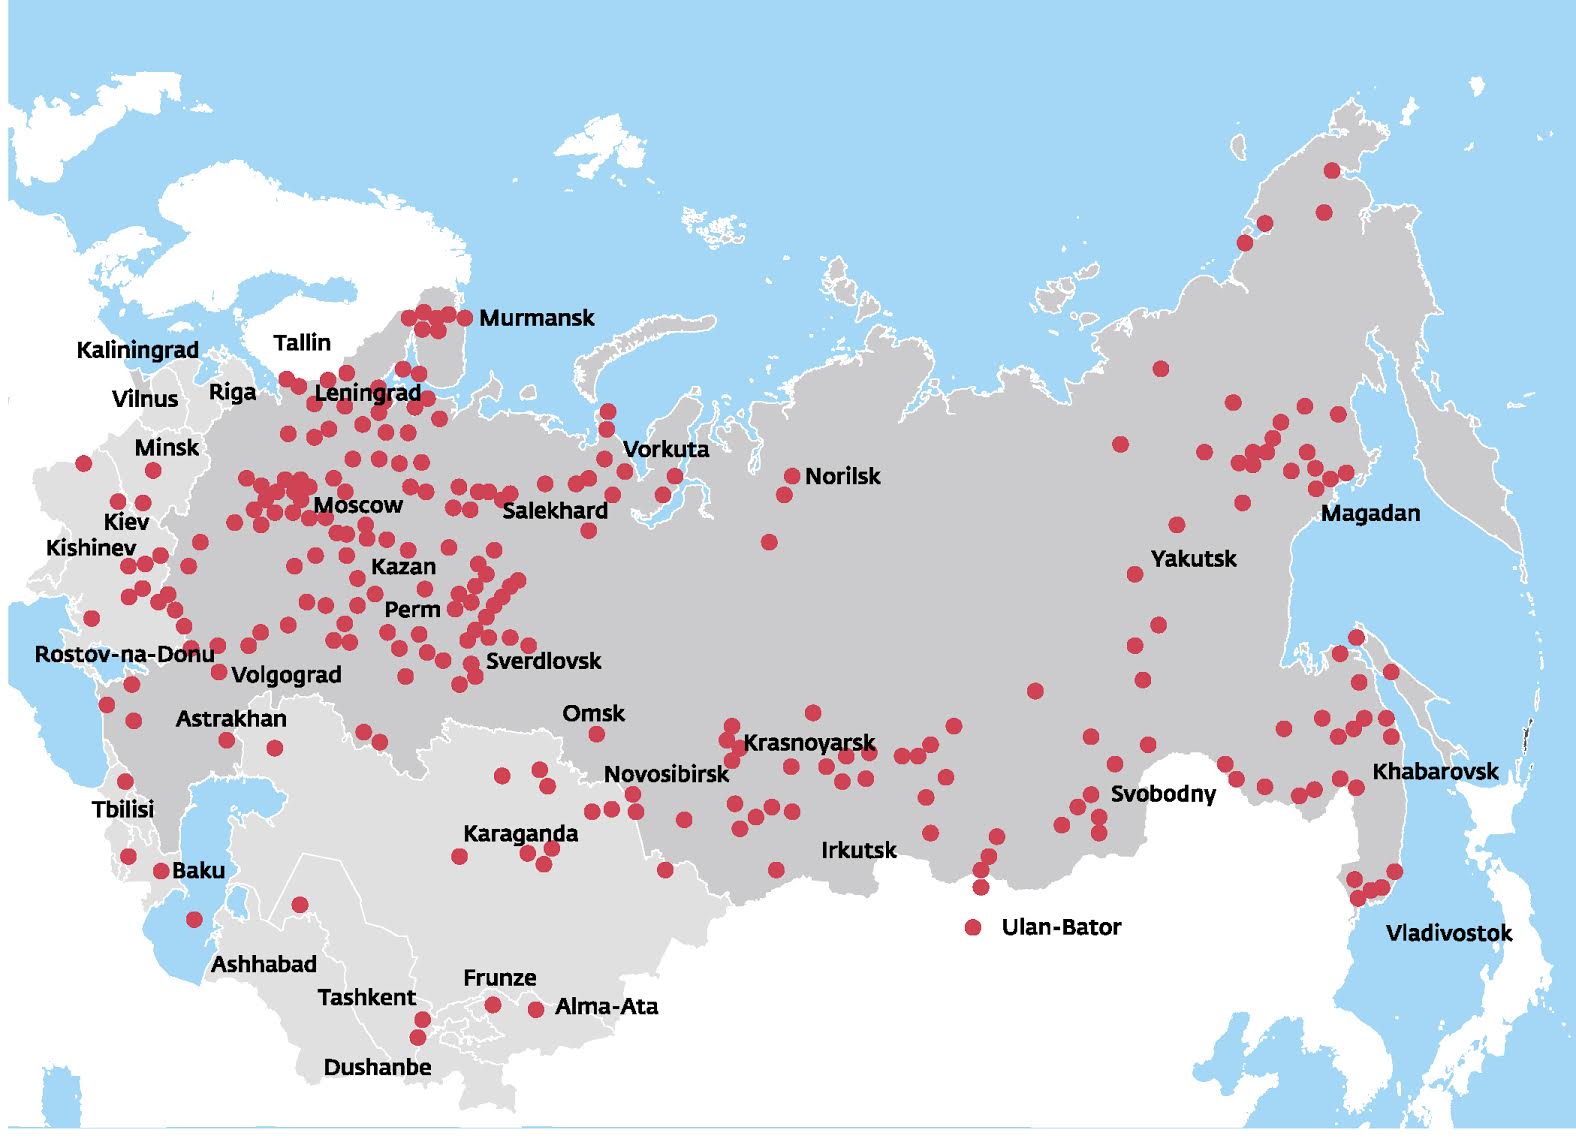 Murmansk
Tallin
Kaliningrad
Riga
Leningrad
Vilnus
Minsk
Vorkuta
Norilsk
Moscow
Salekhard
Magadan
Kiev
Kishinev
Yakutsk
Kazan
Perm
Rostov-na-Donu
Sverdlovsk
Volgograd
Omsk
Astrakhan
Krasnoyarsk
Novosibirsk
Khabarovsk
Svobodny
Tbilisi
Karaganda
Irkutsk
Baku
Ulan-Bator
Vladivostok
Ashhabad
Frunze
Tashkent
Alma-Ata
Dushanbe